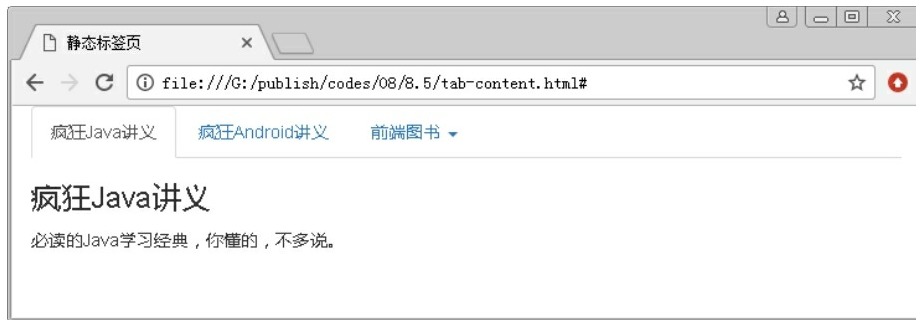 静态标签页
file:///G:/publish/codes/08/8.5/tab-content.html#
疯狂Java讲义 疯狂Android讲义 前端图书
疯狂Java讲义
必读的Java学习经典，你懂的，不多说。